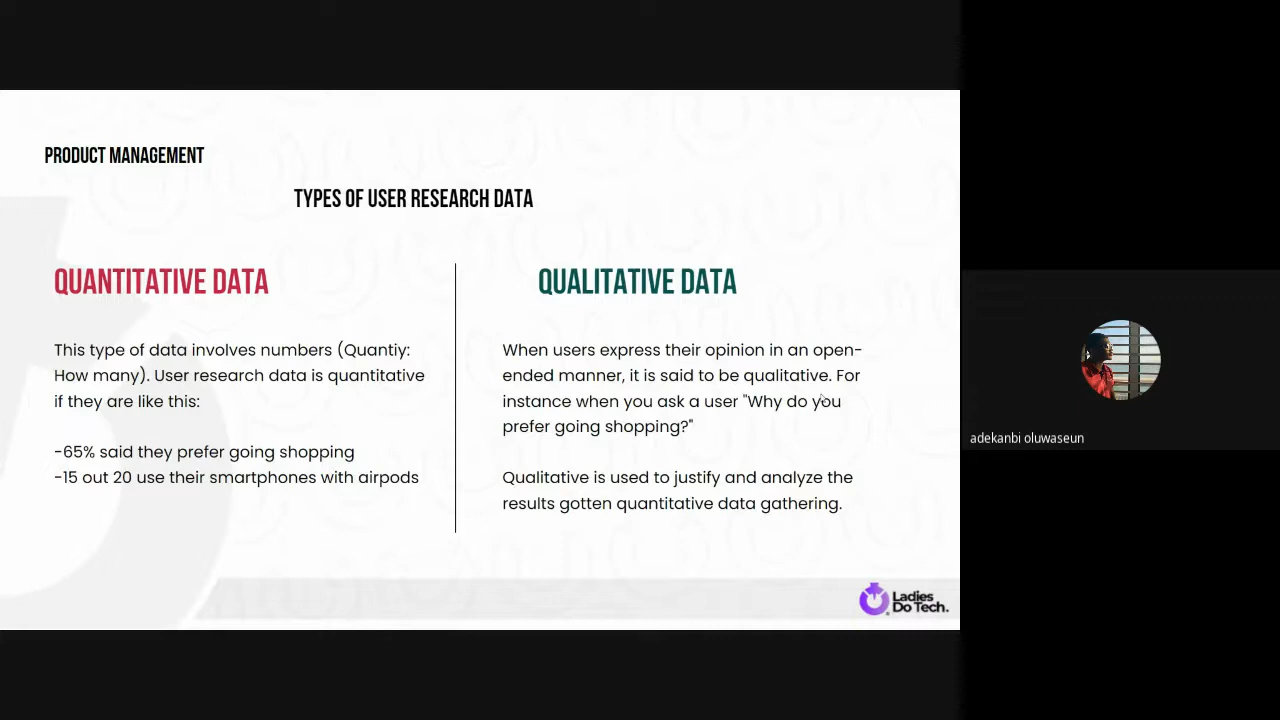 PRODUCT MANAGEMENT
TYPES OF USER RESEARCH DATA
QUANTITATIVE DATA
This type of data involves numbers (Quantiy:
How many). User research data is quantitative
if they are like this:
-65% said they prefer going shopping
-15 out 20 use their smartphones with airpods
QUALITATIVE DATA
When users express their opinion in an open-
ended manner, it is said to be qualitative. For
instance when you ask a user "Why do you
prefer going shopping?"
Qualitative is used to justify and analyze the
results gotten quantitative data gathering.
Ladies
Do Tech.
adekanbi oluwaseun